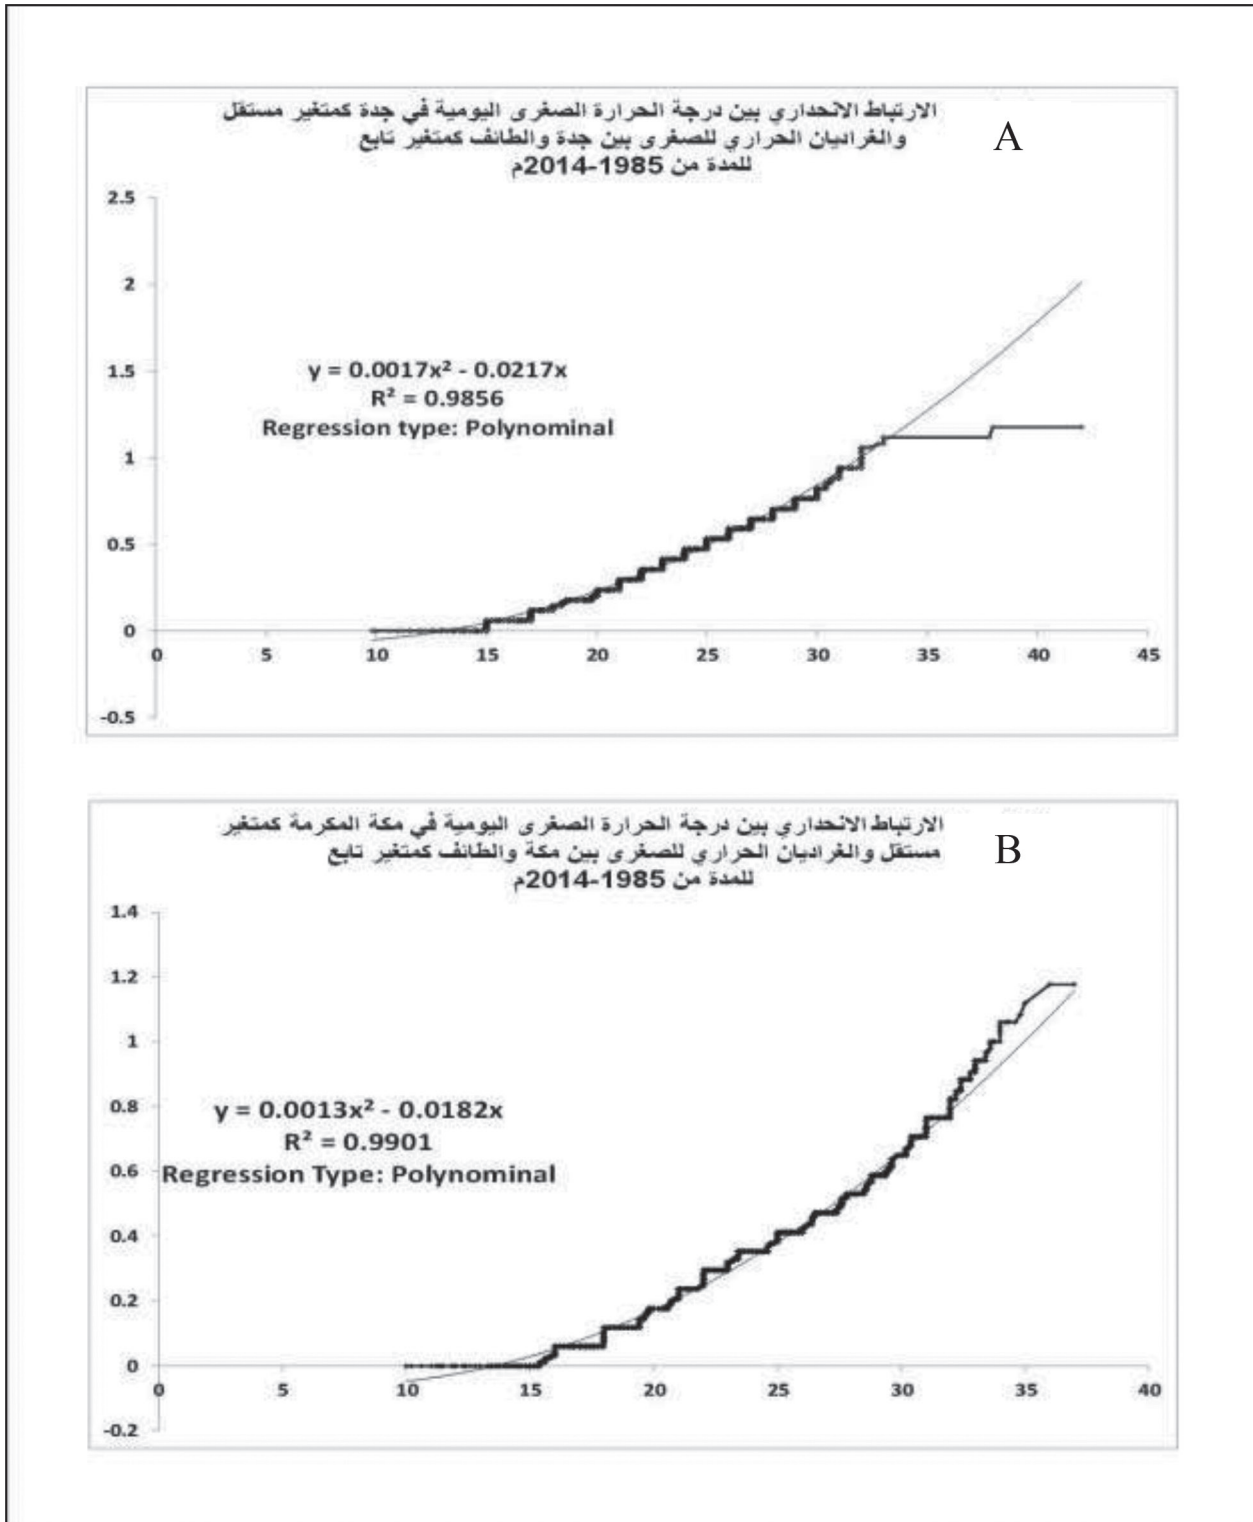 الارتباط الانحداري بين درجة الحرارة الصغرى اليومية في جدة كمتغير مستقل
والغراديان الحراري للصغرى بين جدة والطائف كمتغير تابع
للمدة من 1985-2014م
A
2.5
2
1.5
1
0.5
0
-0.5
y = 0.0017x² - 0.0217x
R² = 0.9856
Regression type: Polynominal
0 5 10 15 20 25 30 35 40 45
الارتباط الانحداري بين درجة الحرارة الصغرى اليومية في مكة المكرمة كمتغير
مستقل والغراديان الحراري للصغرى بين مكة والطائف كمتغير تابع
للمدة من 1985-2014م
B
1.4
1.2
1
0.8
0.6
0.4
0.2
0
-0.2
y = 0.0013x² - 0.0182x
R² = 0.9901
Regression Type: Polynominal
0 5 10 15 20 25 30 35 40